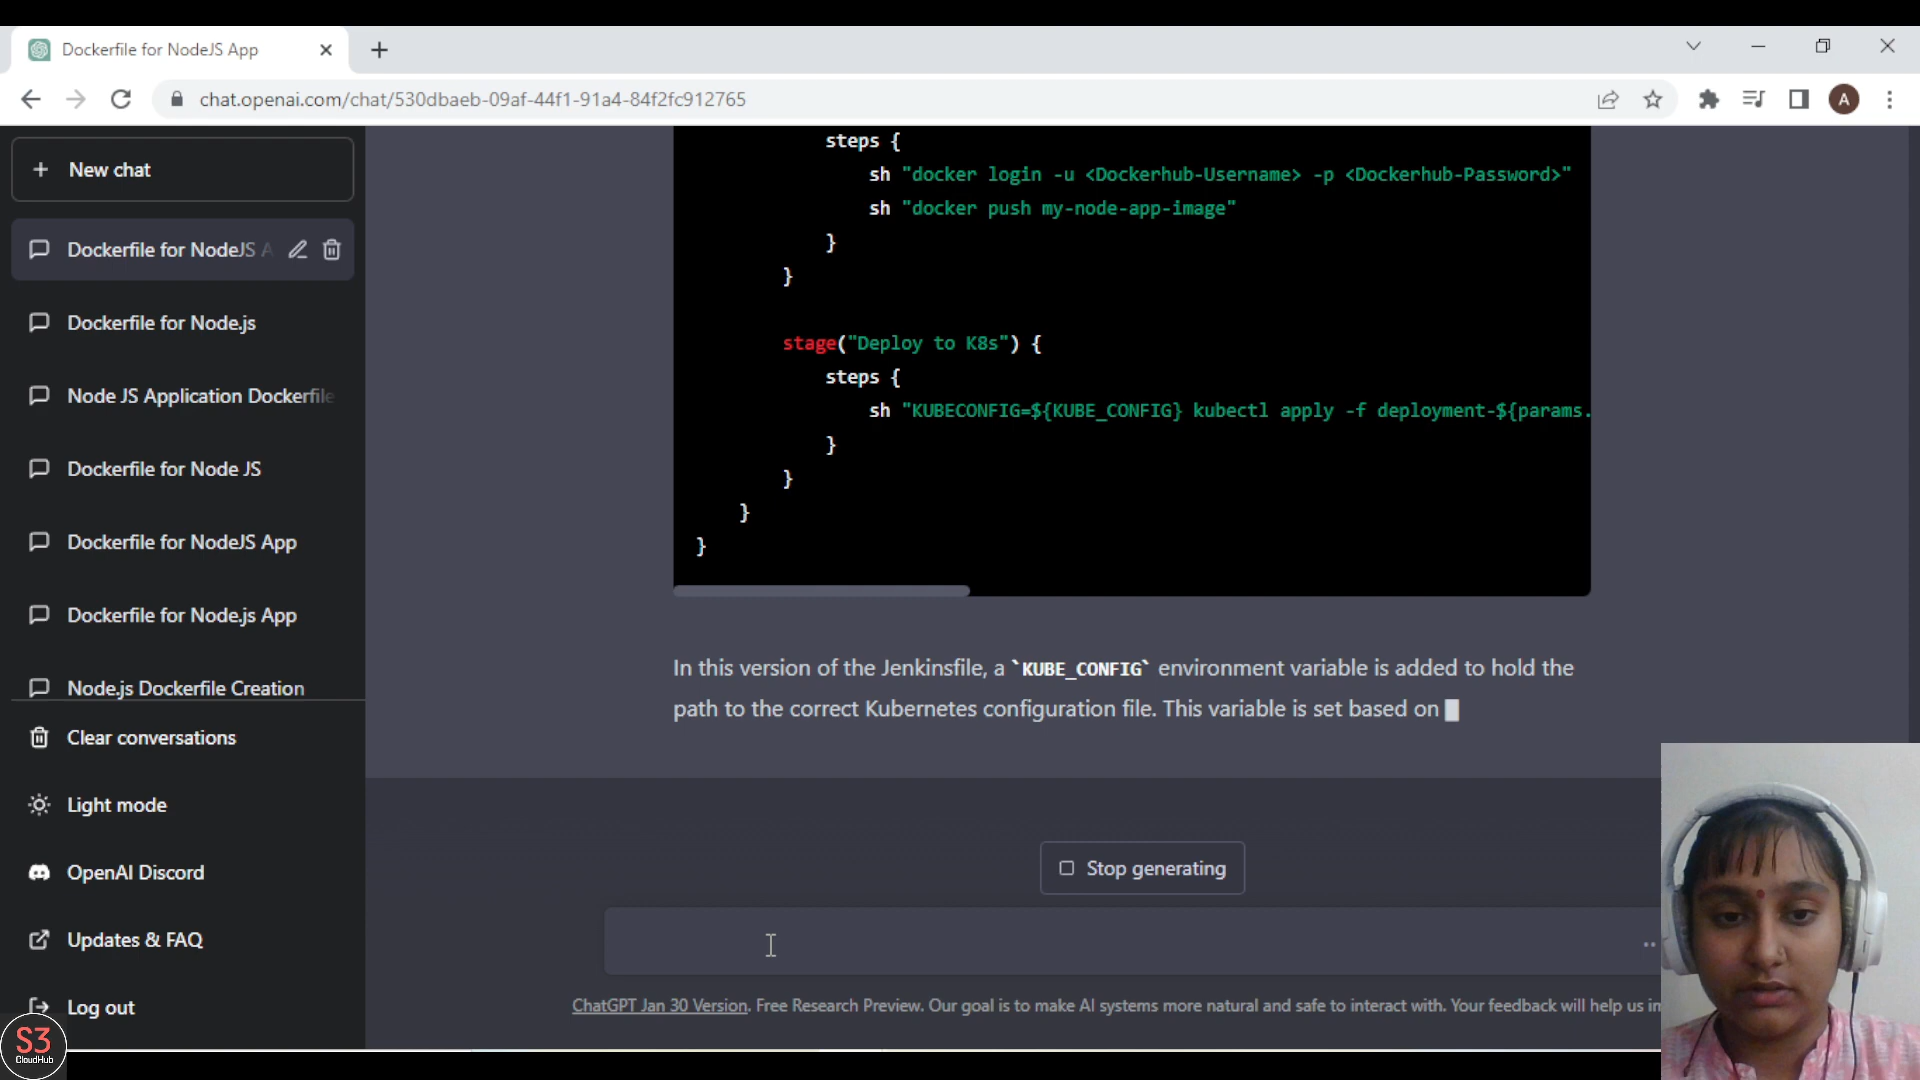 Dockerfile for NodeJS App
chat.openai.com/chat/530dbaeb-09af-44f1-91a4-84f2fc912765
A
New chat
Dockerfile for NodeJS A
Dockerfile for Node.js
Node JS Application Dockerfile
Dockerfile for Node JS
Dockerfile for NodeJS App
Dockerfile for Node.js App
Node.js Dockerfile Creation
Clear conversations
Light mode
OpenAI Discord
Updates & FAQ
Log out
S3
CloudHub
steps {
sh "docker login -u <Dockerhub-Username> -p <Dockerhub-Password>"
sh "docker push my-node-app-image"
}
}
stage("Deploy to K8s") {
steps {
sh "KUBECONFIG=${KUBE_CONFIG} kubectl apply -f deployment-${params.
}
}
}
}
In this version of the Jenkinsfile, a `KUBE_CONFIG` environment variable is added to hold the
path to the correct Kubernetes configuration file. This variable is set based on
Stop generating
ChatGPT Jan 30 Version. Free Research Preview. Our goal is to make AI systems more natural and safe to interact with. Your feedback will help us im